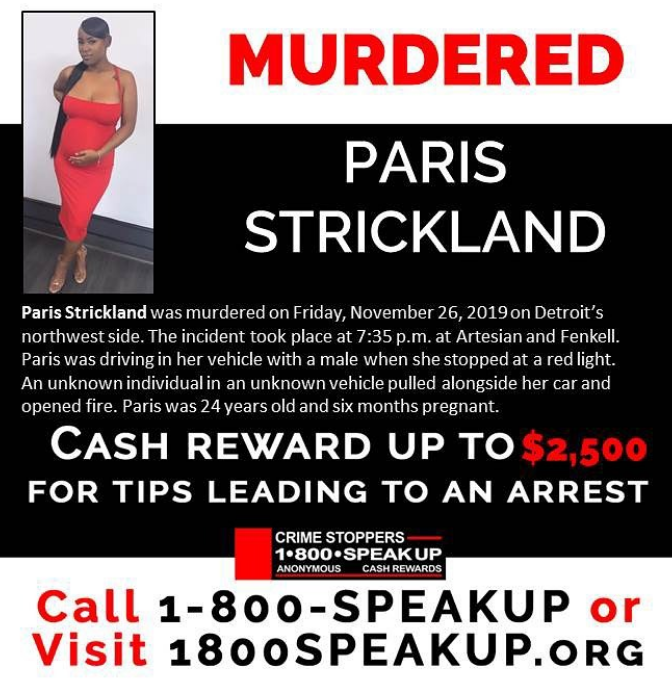 MURDERED
PARIS
STRICKLAND
Paris Strickland was murdered on Friday, November 26, 2019 on Detroit's
northwest side. The incident took place at 7:35 p.m. at Artesian and Fenkell.
Paris was driving in her vehicle with a male when she stopped at a red light.
An unknown individual in an unknown vehicle pulled alongside her car and
opened fire. Paris was 24 years old and six months pregnant.
CASH REWARD UP TO $2,500
FOR TIPS LEADING TO AN ARREST
CRIME STOPPERS
1•800•SPEAK UP
ANONYMOUS CASH REWARDS
Call 1-800-SPEAKUP or
Visit 1800SPEAKUP.ORG